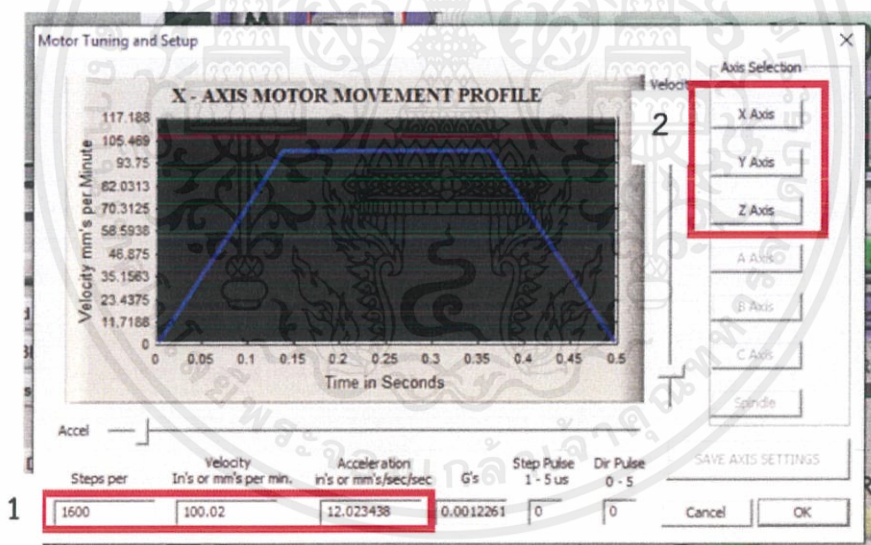 Motor Tuning and Setup
X - AXIS MOTOR MOVEMENT PROFILE
Velocity mm's per Minute
117.188
105.469
93.75
82.0313
70.3125
58.5938
46.875
35.1563
23.4375
11.7188
0
0 0.05 0.1 0.15 0.2 0.25 0.3 0.35 0.4 0.45 0.5
Time in Seconds
Accel
Axis Selection
2
X Axis
Y Axis
Z Axis
A Axis
B Axis
C Axis
Spindle
Steps per
Velocity
In's or mm's per min.
Acceleration
in's or mm's/sec/sec
G's
Step Pulse
1 - 5 us
Dir Pulse
0 - 5
SAVE AXIS SETTINGS
1
1600
100.02
12.023438
0.0012261
0
0
Cancel
OK